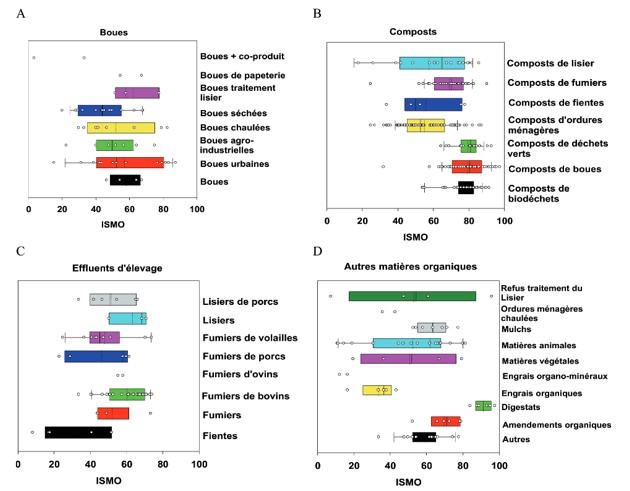 A
Boues
Boues + co-produit
Boues de papeterie
Boues traitement
lisier
Boues séchées
Boues chaulées
Boues agro-
industrielles
Boues urbaines
Boues
0 20 40 60 80 100
ISMO
B
Composts
Composts de lisier
Composts de fumiers
Composts de fientes
Composts d'ordures
ménagères
Composts de déchets
verts
Composts de boues
Composts de
biodéchets
0 20 40 60 80 100
ISMO
C
Effluents d'élevage
Lisiers de porcs
Lisiers
Fumiers de volailles
Fumiers de porcs
Fumiers d'ovins
Fumiers de bovins
Fumiers
Fientes
0 20 40 60 80 100
ISMO
D
Autres matières organiques
Refus traitement du
Lisier
Ordures ménagères
chaulées
Mulchs
Matières animales
Matières végétales
Engrais organo-minéraux
Engrais organiques
Digestats
Amendements organiques
Autres
0 20 40 60 80 100
ISMO